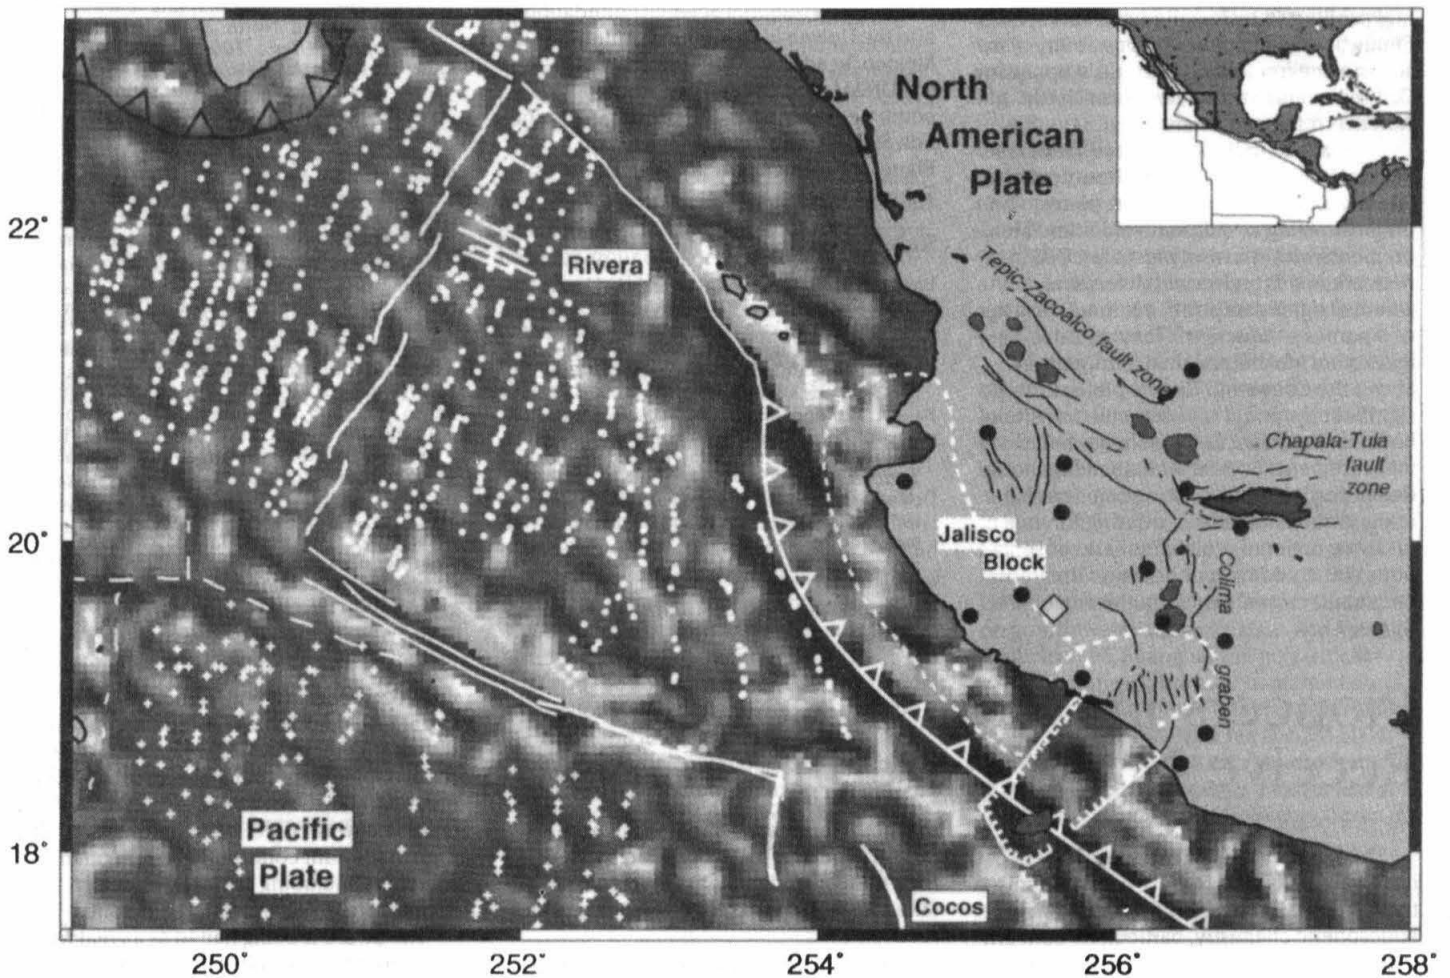 North
American
Plate
22°
Rivera
Tepic-Zacoalco fault zone
Chapala-Tula
fault
zone
20°
Jalisco
Block
Colima
graben
Pacific
Plate
18°
Cocos
250°
252°
254°
256°
258°